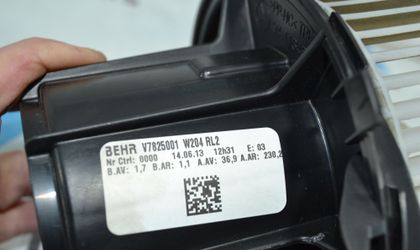 BEHR V7825001 W204 RL2
Nr Ctrl: 0000 14.06.13 12h31 E: 03
B.AV: 1,7 B.AR: 1,1 A.AV: 36,9 A.AR: 230,2